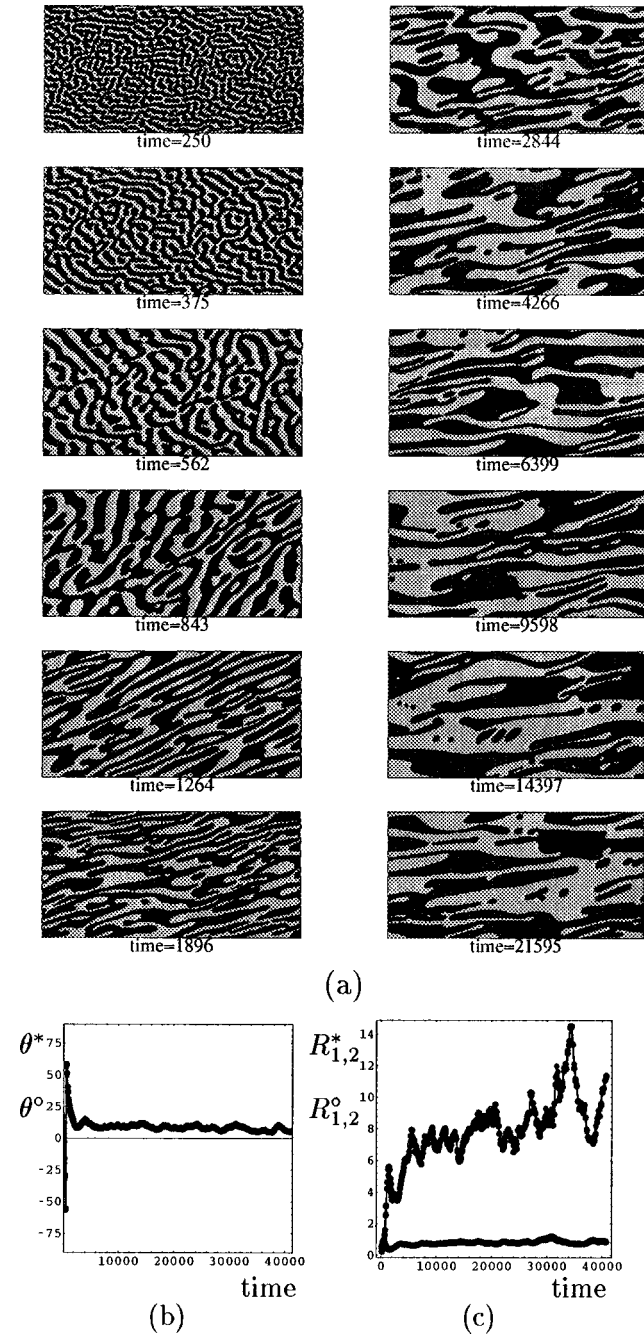 time=250
time=2844
time=375
time=4266
time=562
time=6399
time=843
time=9598
time=1264
time=14397
time=1896
time=21595
(a)
θ*
θ°
75
50
25
0
-25
-50
-75
10000 20000 30000 40000
time
(b)
R*1,2
R°1,2
14
12
10
8
6
4
2
0
0 10000 20000 30000 40000
time
(c)